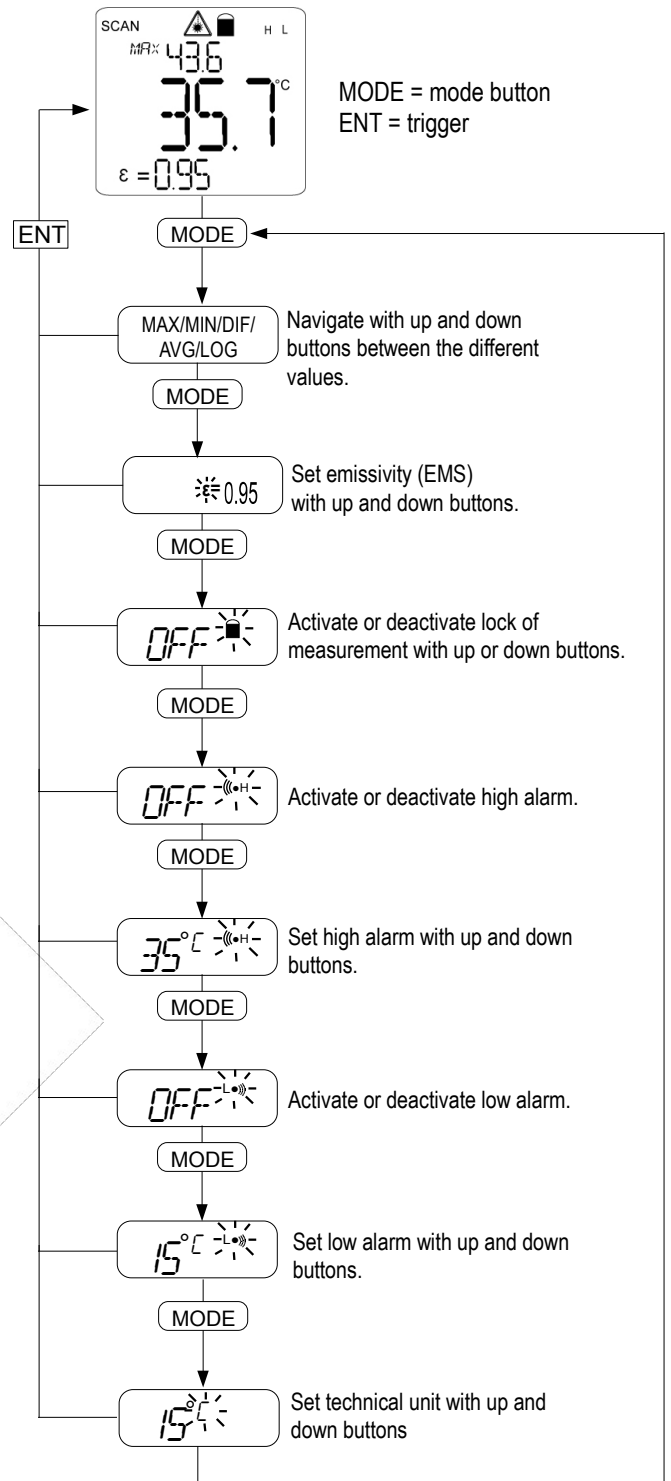 SCAN H L
MAX 43.6
35.7 °C
ε = 0.95
MODE = mode button
ENT = trigger
ENT
MODE
MAX/MIN/DIF/
AVG/LOG
Navigate with up and down
buttons between the different
values.
MODE
ε= 0.95
Set emissivity (EMS)
with up and down buttons.
MODE
OFF
Activate or deactivate lock of
measurement with up or down buttons.
MODE
OFF H
Activate or deactivate high alarm.
MODE
35°C H
Set high alarm with up and down
buttons.
MODE
OFF L
Activate or deactivate low alarm.
MODE
15°C L
Set low alarm with up and down
buttons.
MODE
15°C
Set technical unit with up and
down buttons